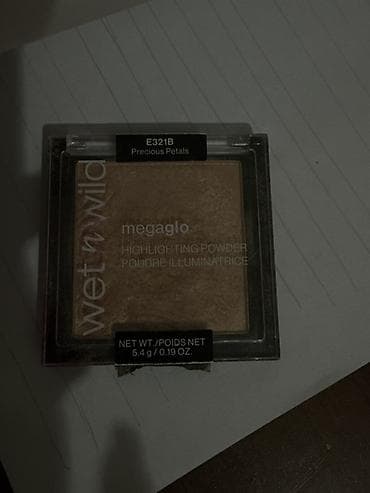 E321B
Precious Petals
wet n wild
megaglo
HIGHLIGHTING POWDER
POUDRE ILLUMINATRICE
NET WT./POIDS NET
5.4 g / 0.19 OZ.